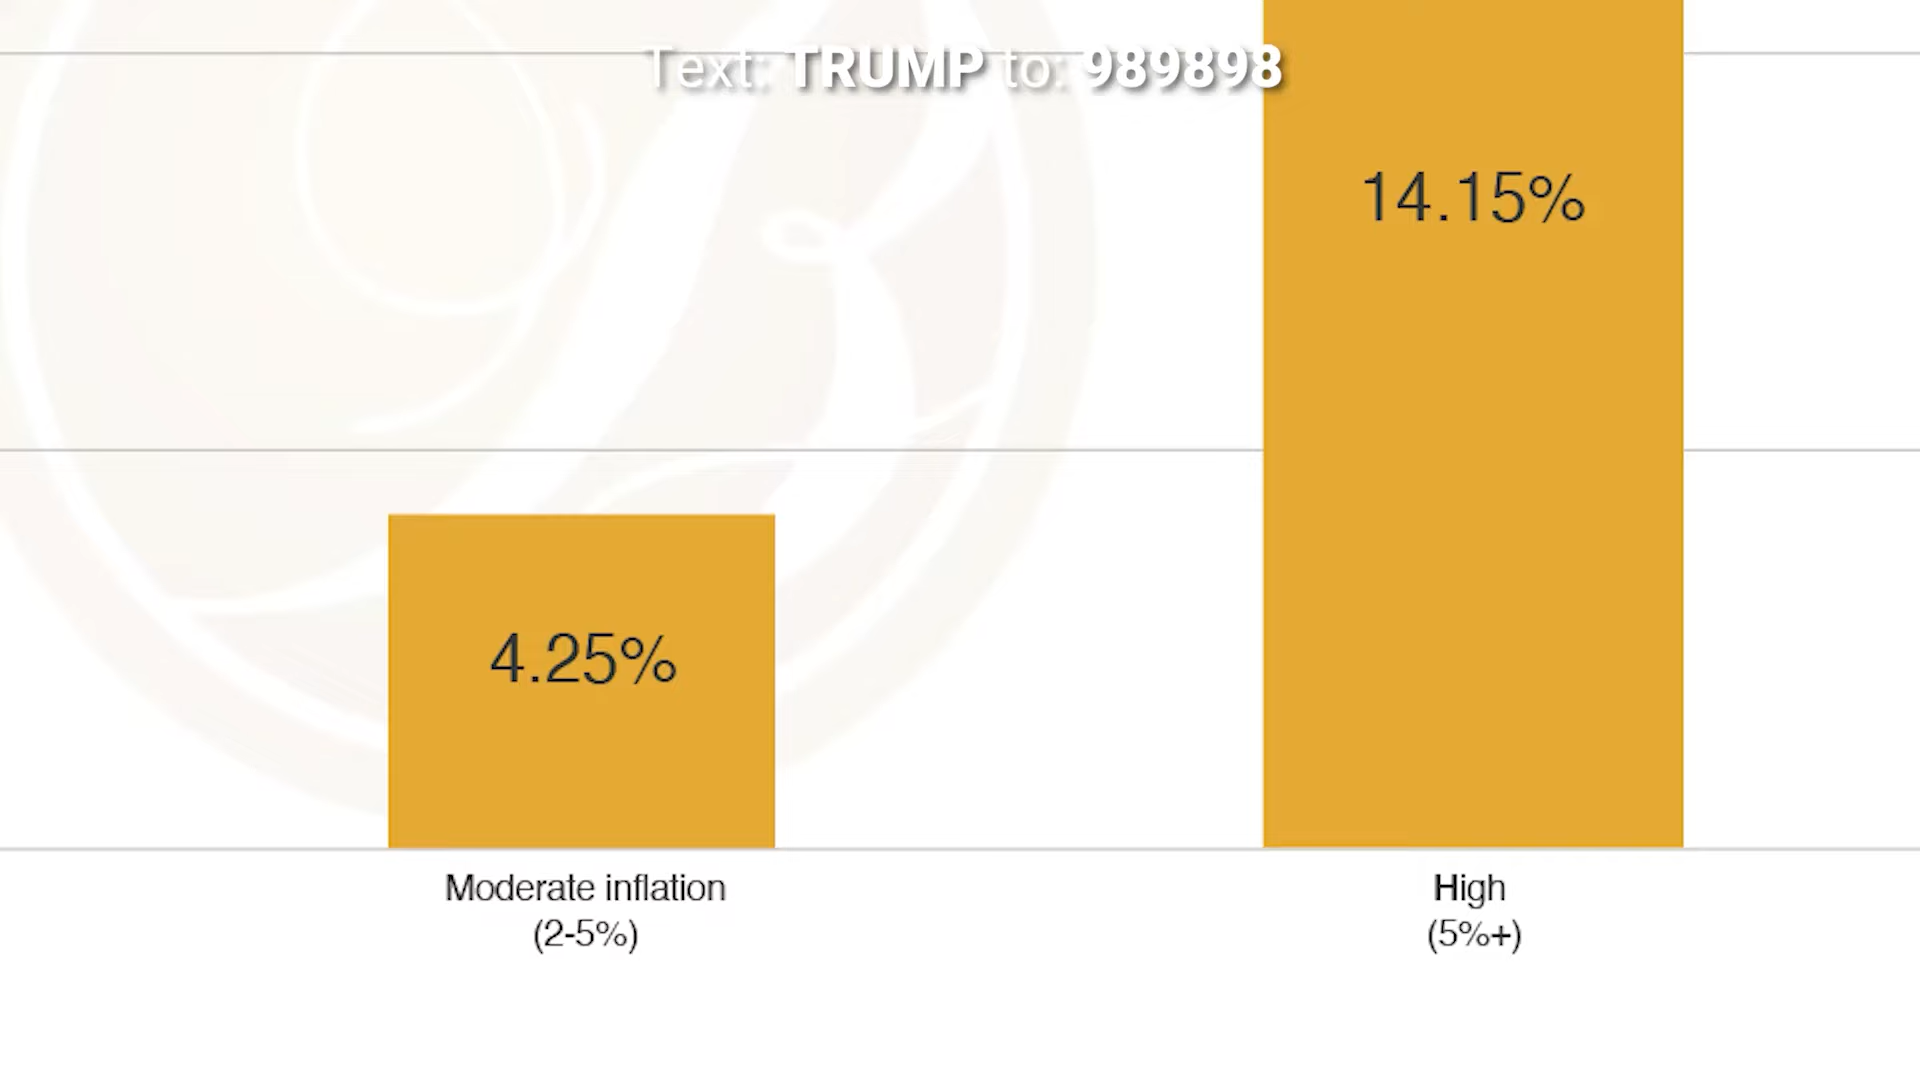 Text: TRUMP to: 989898
14.15%
4.25%
Moderate inflation
(2-5%)
High
(5%+)